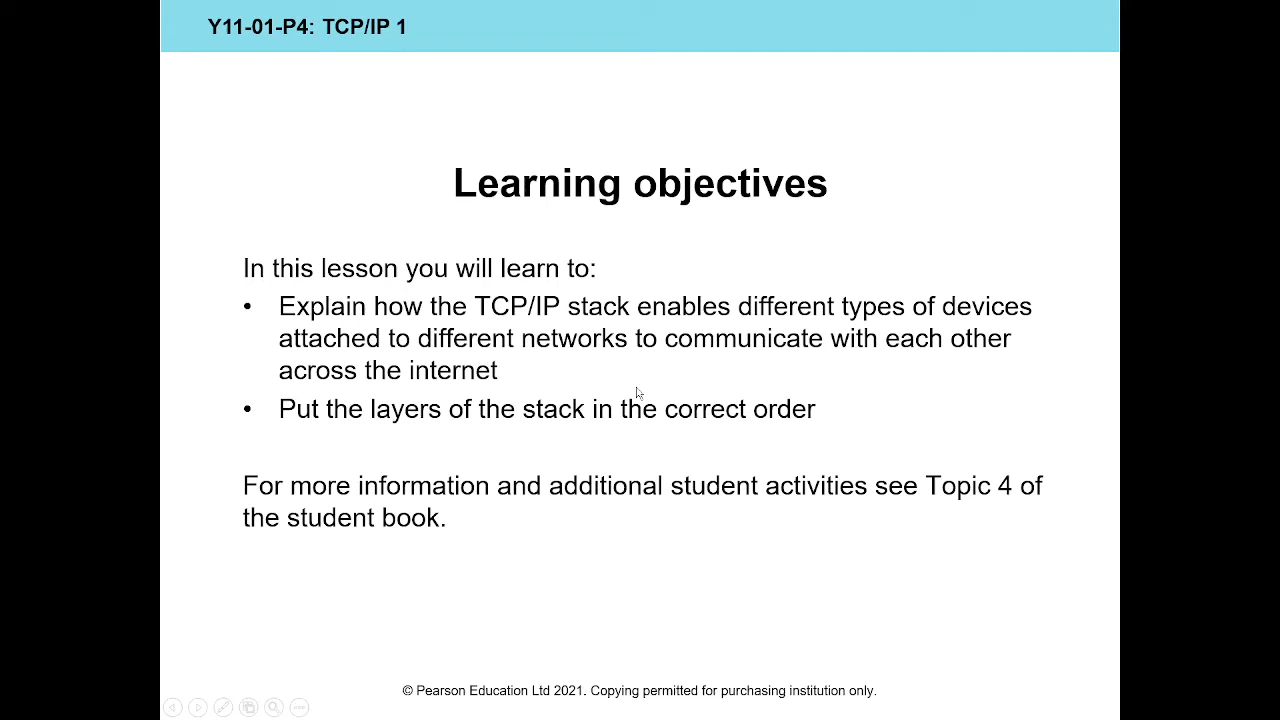 Y11-01-P4: TCP/IP 1
Learning objectives
In this lesson you will learn to:
• Explain how the TCP/IP stack enables different types of devices
attached to different networks to communicate with each other
across the internet
• Put the layers of the stack in the correct order
For more information and additional student activities see Topic 4 of
the student book.
© Pearson Education Ltd 2021. Copying permitted for purchasing institution only.